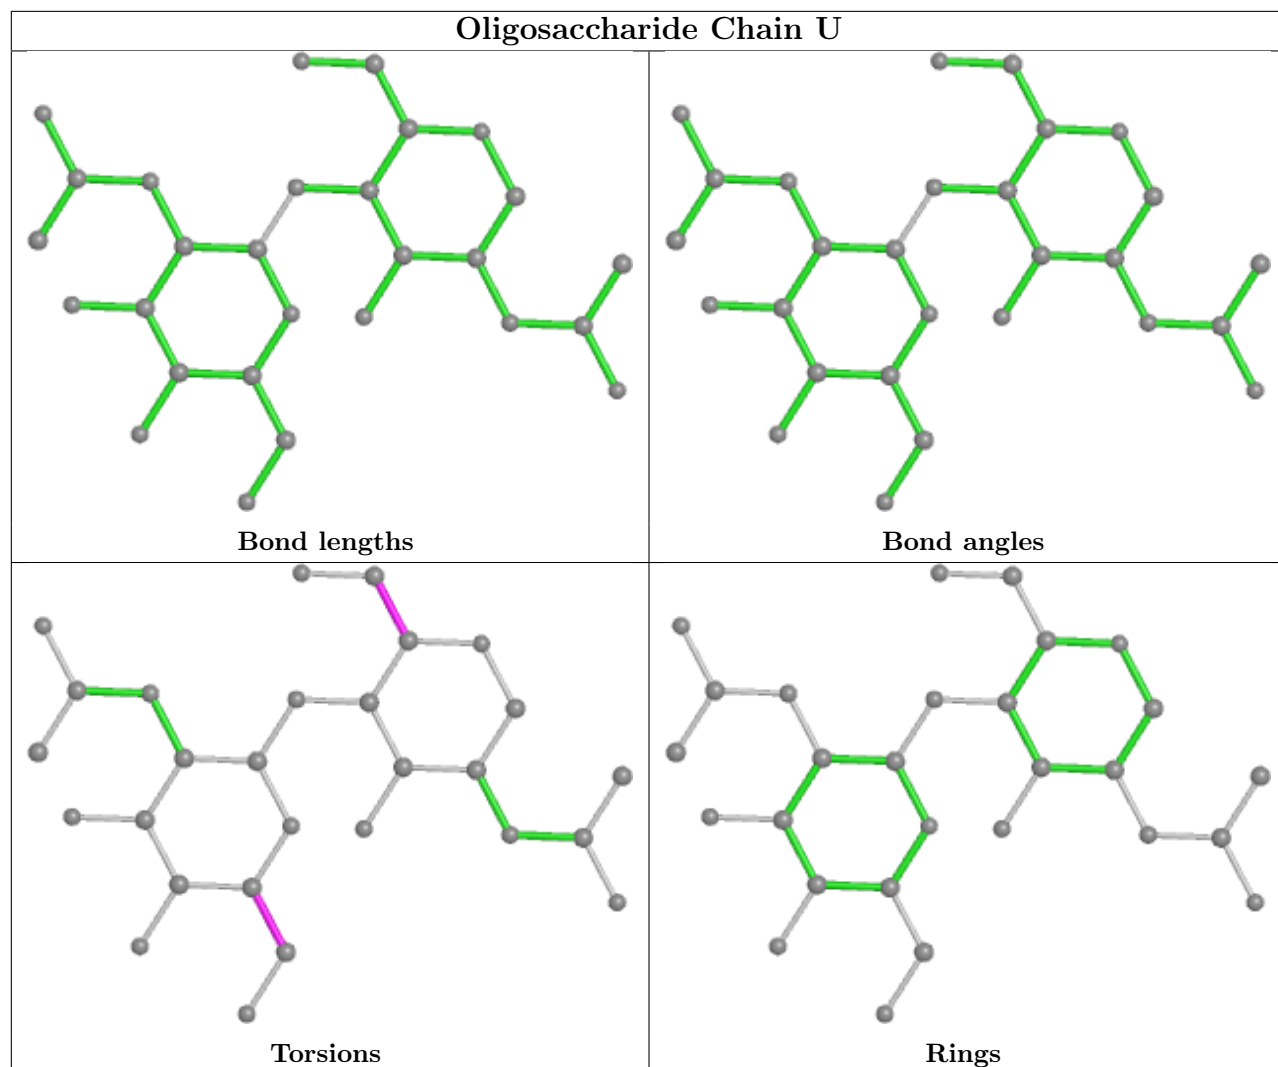 Oligosaccharide Chain U
Bond lengths
Bond angles
Torsions
Rings